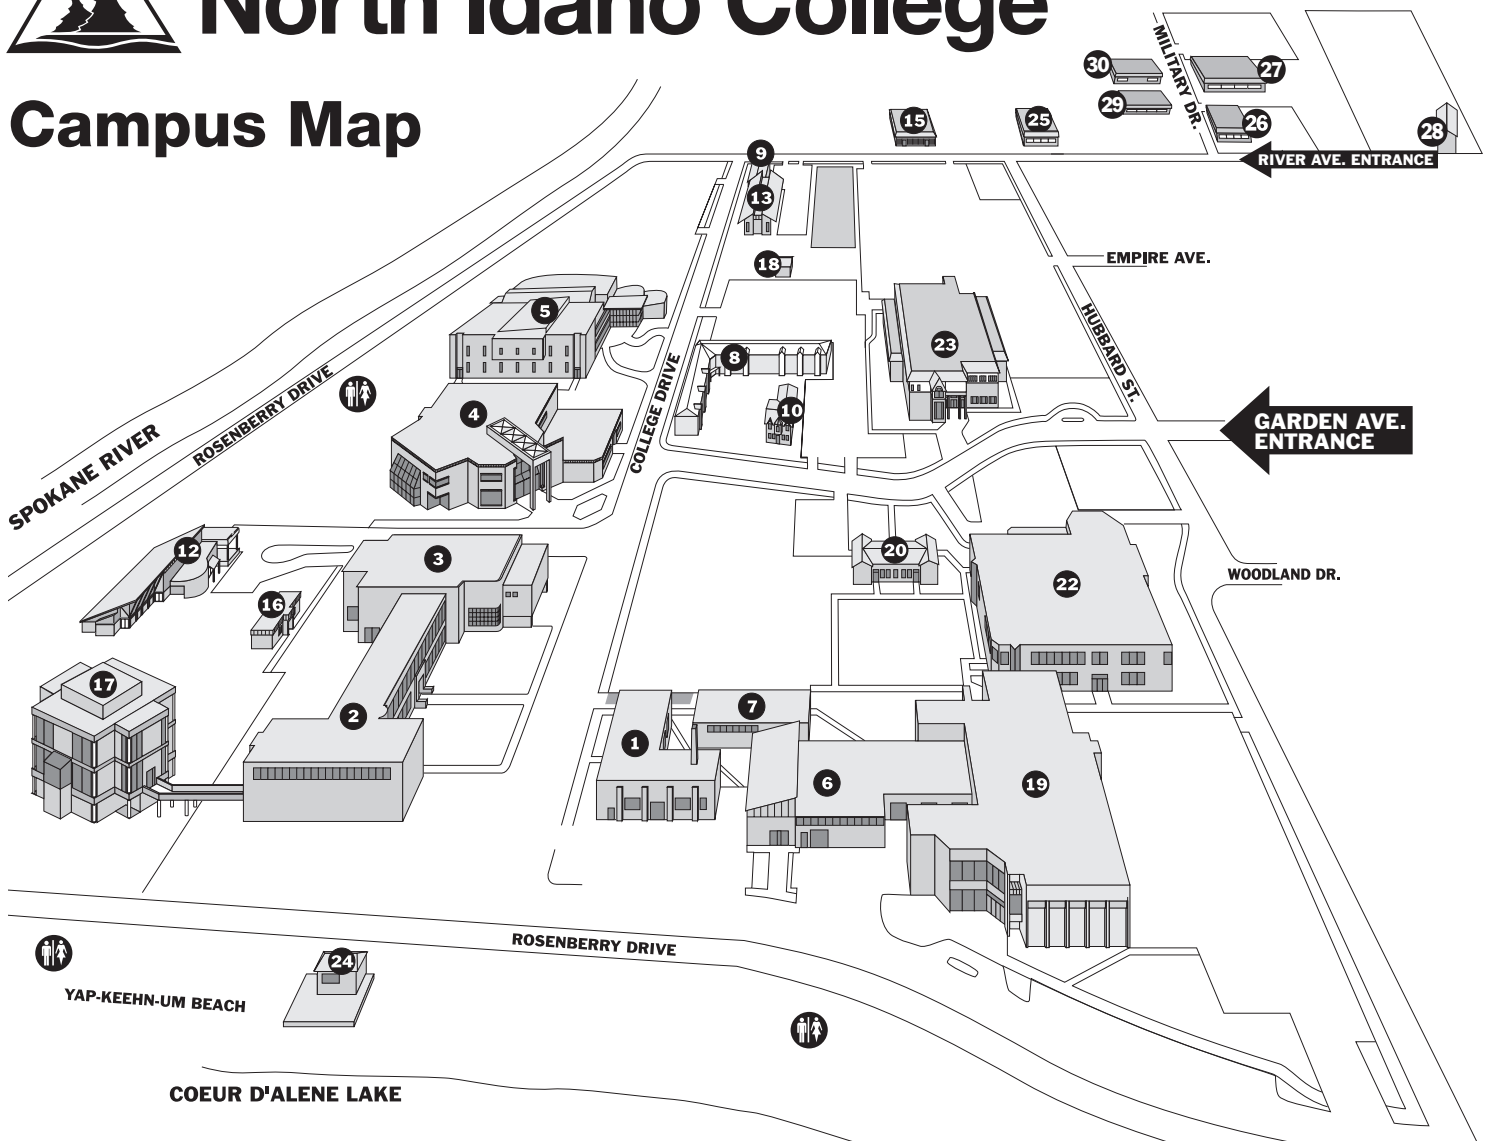 North Idaho College
Campus Map
MILITARY DR.
30
27
29
15
25
26
28
RIVER AVE. ENTRANCE
9
13
18
EMPIRE AVE.
5
HUBBARD ST.
23
8
COLLEGE DRIVE
10
ROSENBERRY DRIVE
4
GARDEN AVE.
ENTRANCE
SPOKANE RIVER
12
3
20
22
WOODLAND DR.
16
17
2
7
1
6
19
ROSENBERRY DRIVE
24
YAP-KEEHN-UM BEACH
COEUR D'ALENE LAKE